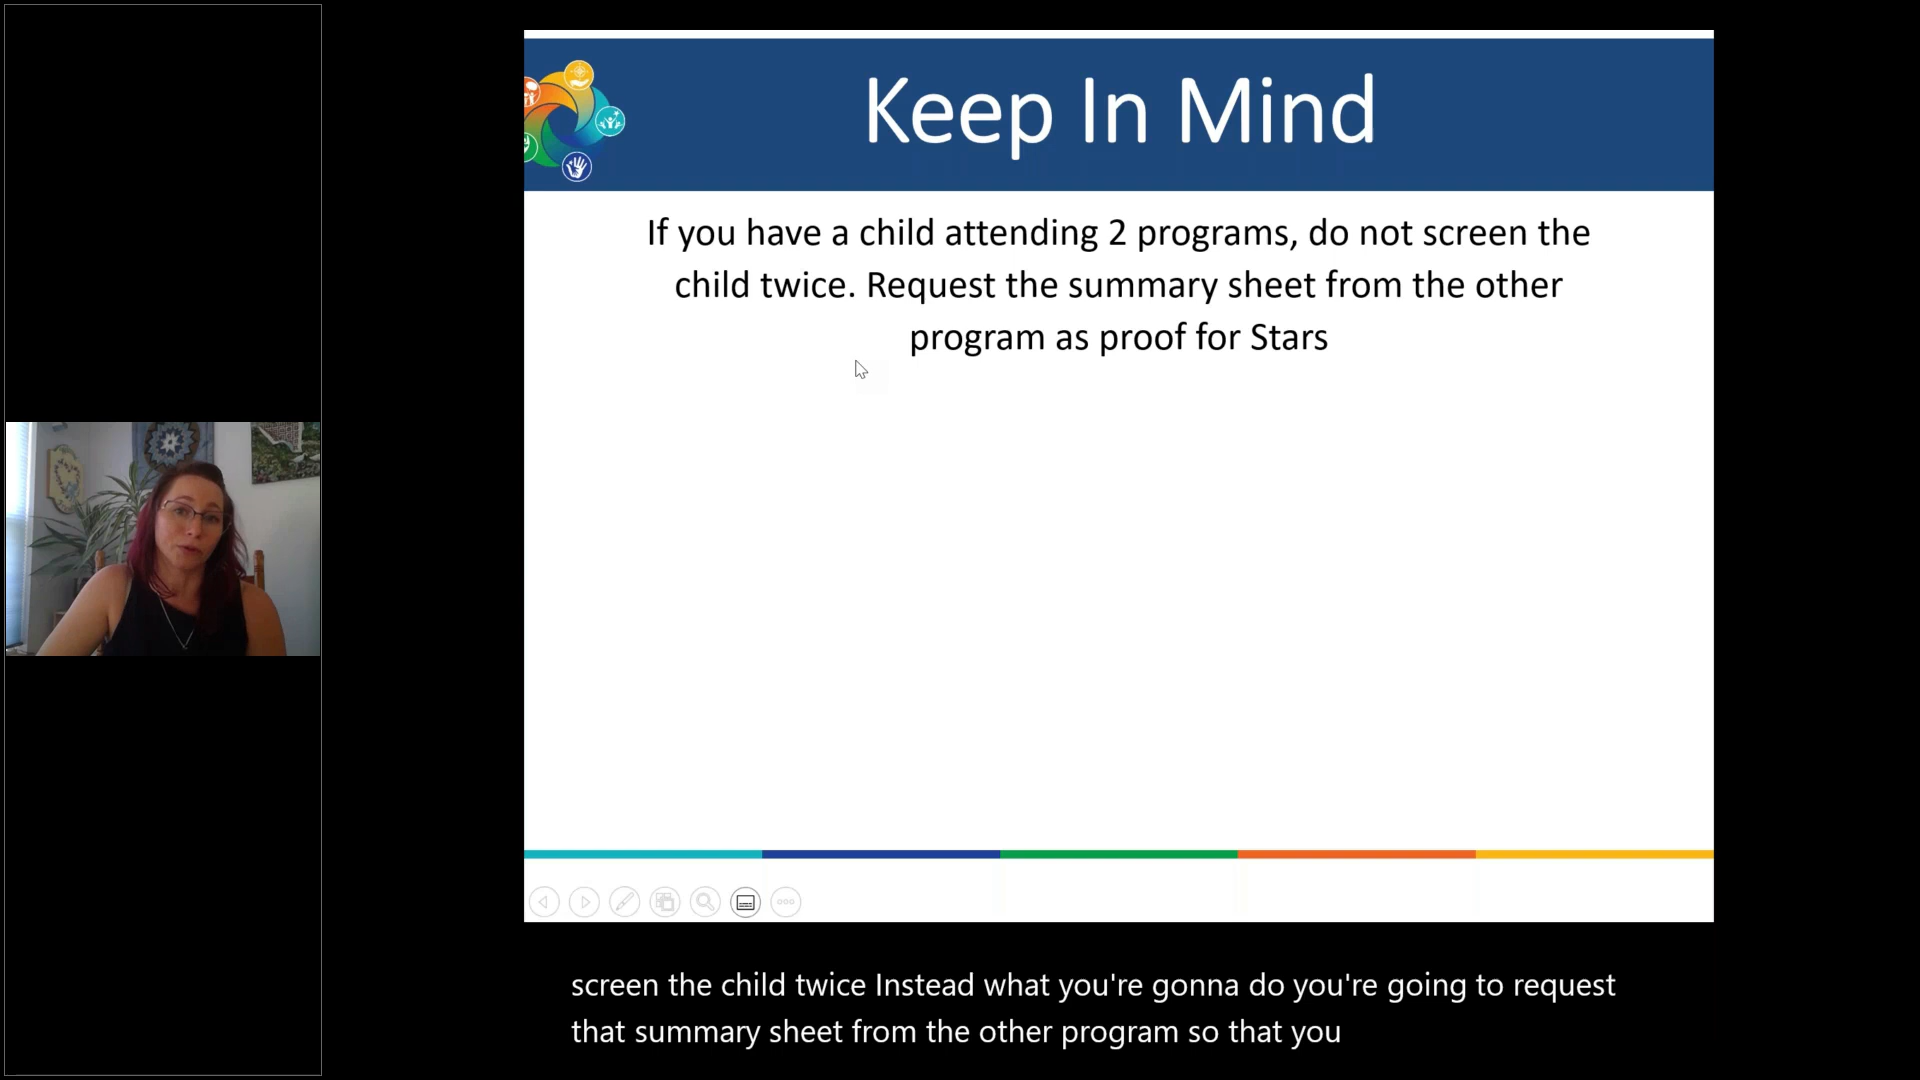 Keep In Mind
If you have a child attending 2 programs, do not screen the
child twice. Request the summary sheet from the other
program as proof for Stars
screen the child twice Instead what you're gonna do you're going to request
that summary sheet from the other program so that you